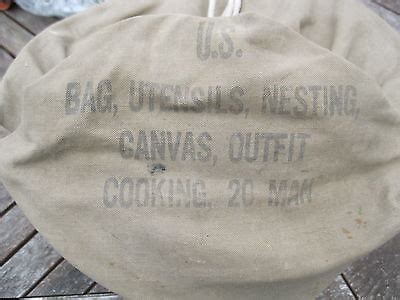 U.S.
BAG, UTENSILS, NESTING,
CANVAS, OUTFIT
COOKING, 20 MAN